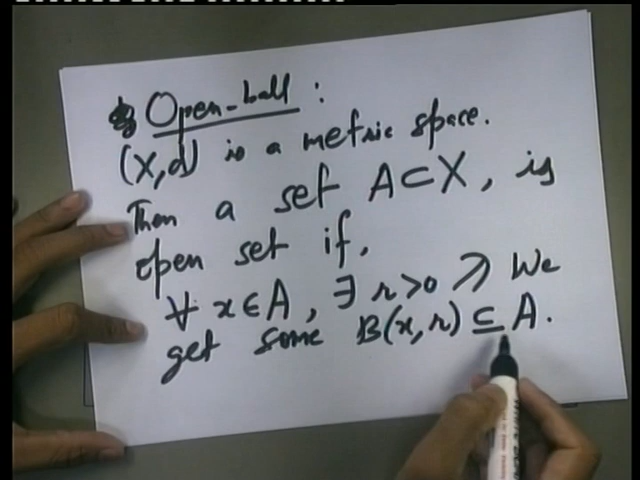 Open-ball :
(X,d) is a metric space.
Then a set A⊂X, is
open set if,
∀ x∈A, ∃ r>0 ∋ We
get some B(x,r) ⊆ A.